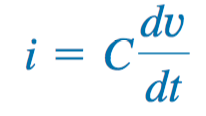 i = C dv/dt